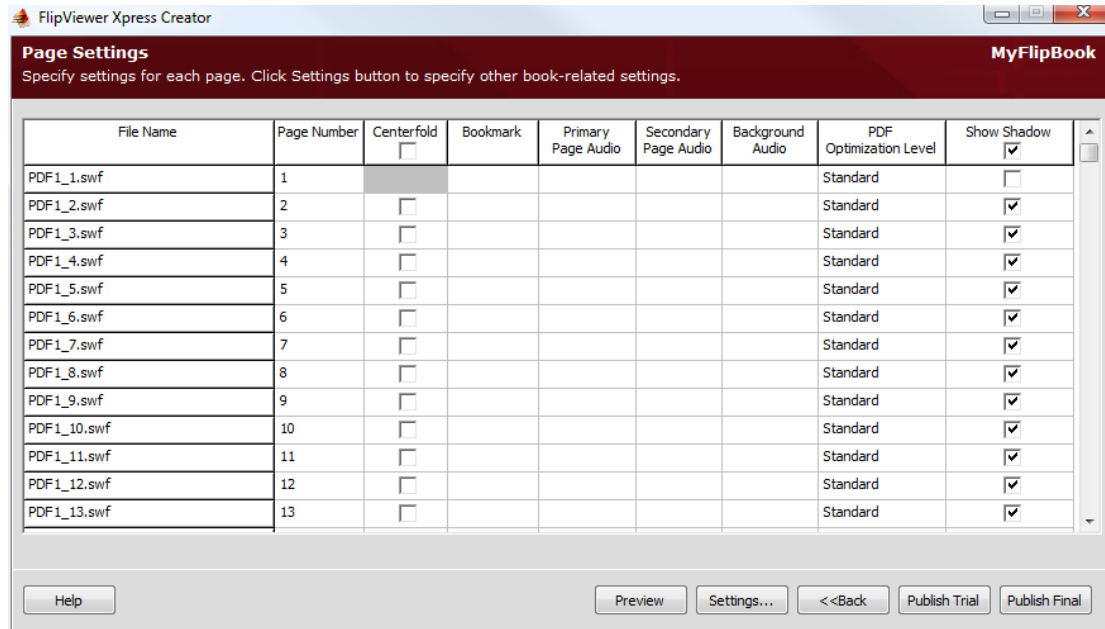 FlipViewer Xpress Creator
X
Page Settings MyFlipBook
Specify settings for each page. Click Settings button to specify other book-related settings.
File Name Page Number Centerfold Bookmark Primary Page Audio Secondary Page Audio Background Audio PDF Optimization Level Show Shadow
PDF1_1.swf 1 Standard
PDF1_2.swf 2 Standard
PDF1_3.swf 3 Standard
PDF1_4.swf 4 Standard
PDF1_5.swf 5 Standard
PDF1_6.swf 6 Standard
PDF1_7.swf 7 Standard
PDF1_8.swf 8 Standard
PDF1_9.swf 9 Standard
PDF1_10.swf 10 Standard
PDF1_11.swf 11 Standard
PDF1_12.swf 12 Standard
PDF1_13.swf 13 Standard
Help Preview Settings... <<Back Publish Trial Publish Final